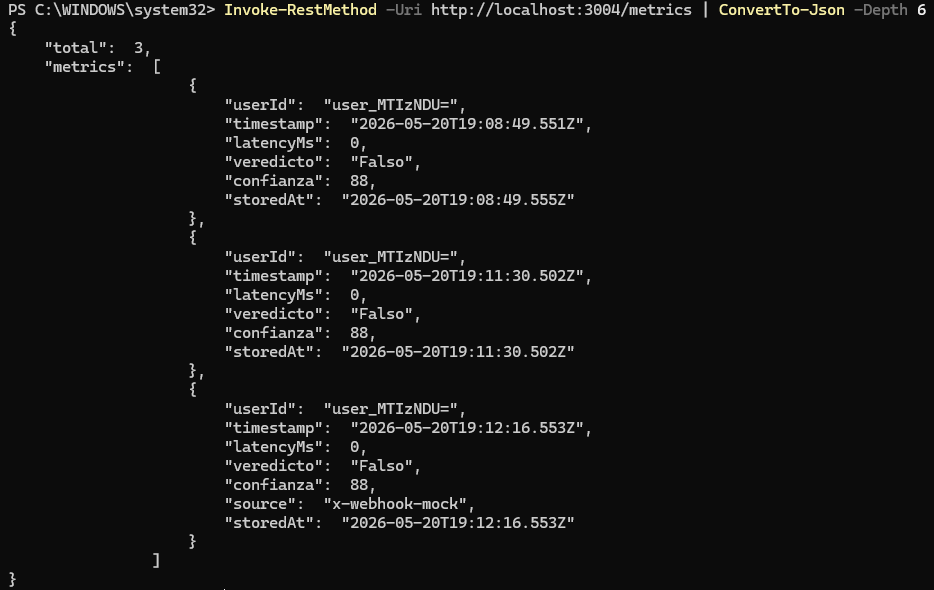 PS C:\WINDOWS\system32> Invoke-RestMethod -Uri http://localhost:3004/metrics | ConvertTo-Json -Depth 6
{
    "total":  3,
    "metrics":  [
                    {
                        "userId":  "user_MTIzNDU=",
                        "timestamp":  "2026-05-20T19:08:49.551Z",
                        "latencyMs":  0,
                        "veredicto":  "Falso",
                        "confianza":  88,
                        "storedAt":  "2026-05-20T19:08:49.555Z"
                    },
                    {
                        "userId":  "user_MTIzNDU=",
                        "timestamp":  "2026-05-20T19:11:30.502Z",
                        "latencyMs":  0,
                        "veredicto":  "Falso",
                        "confianza":  88,
                        "storedAt":  "2026-05-20T19:11:30.502Z"
                    },
                    {
                        "userId":  "user_MTIzNDU=",
                        "timestamp":  "2026-05-20T19:12:16.553Z",
                        "latencyMs":  0,
                        "veredicto":  "Falso",
                        "confianza":  88,
                        "source":  "x-webhook-mock",
                        "storedAt":  "2026-05-20T19:12:16.553Z"
                    }
                ]
}